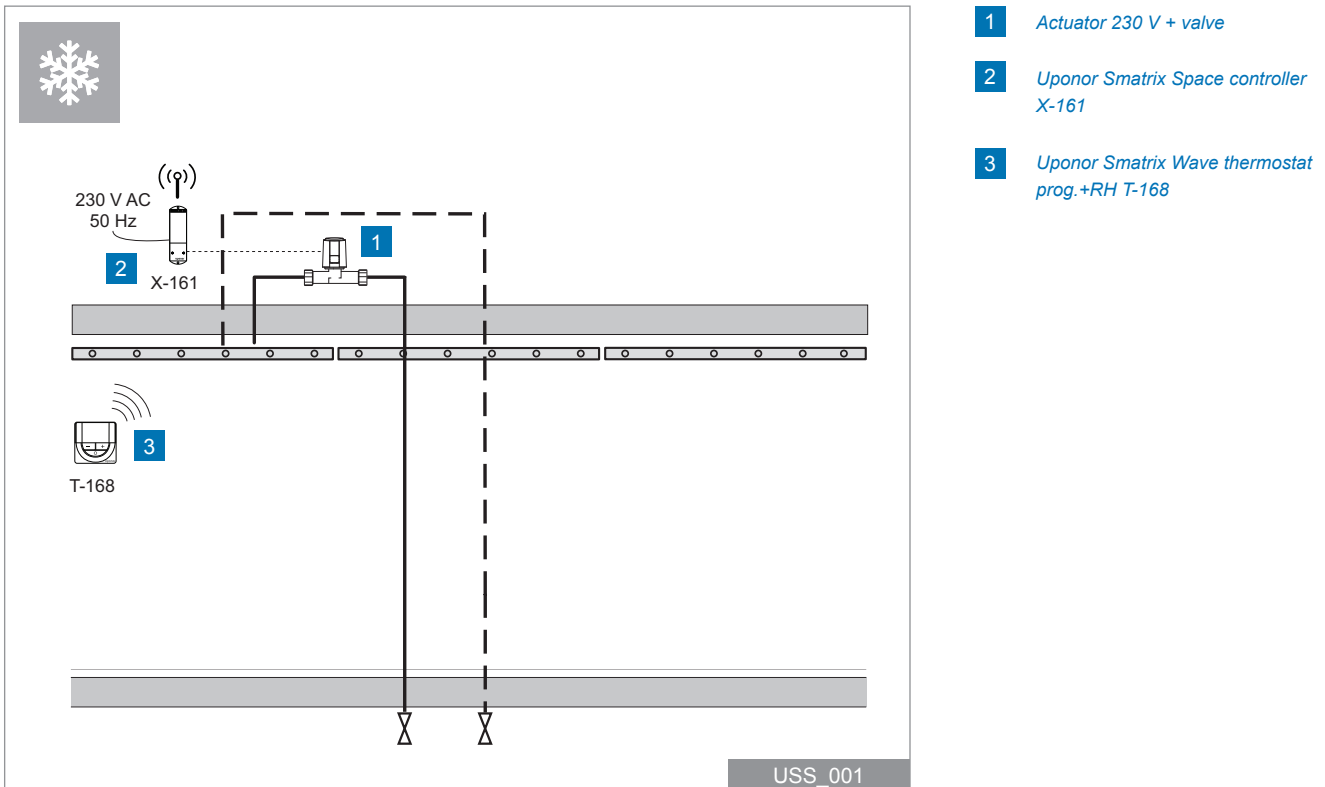 230 V AC
50 Hz
1
2
X-161
3
T-168
USS_001
1 Actuator 230 V + valve
2 Uponor Smatrix Space controller
X-161
3 Uponor Smatrix Wave thermostat
prog.+RH T-168